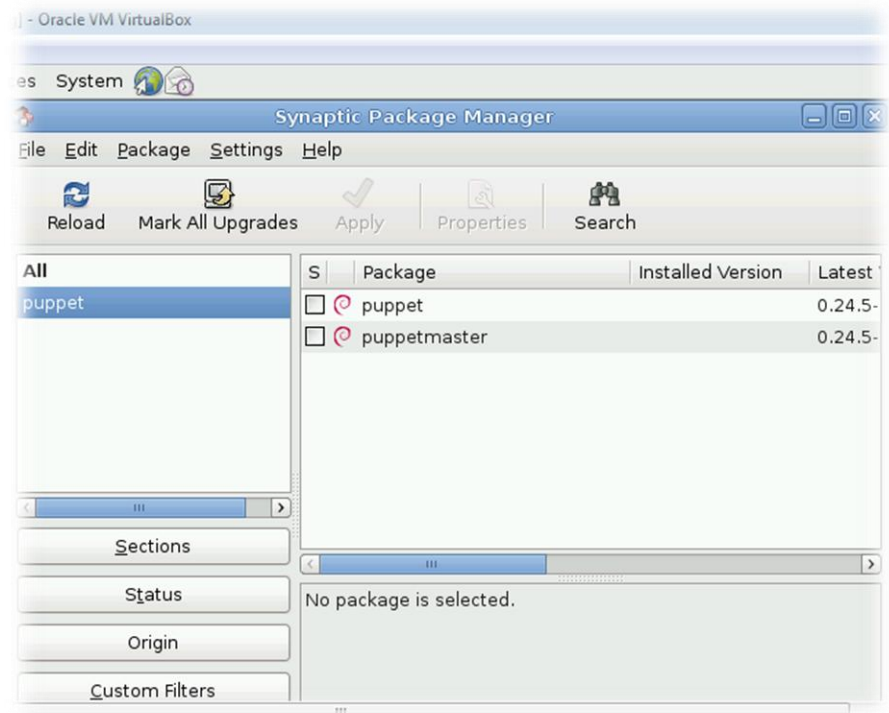 - Oracle VM VirtualBox
es System
Synaptic Package Manager
File Edit Package Settings Help
Reload Mark All Upgrades Apply Properties Search
All
puppet
S Package Installed Version Latest
puppet 0.24.5-
puppetmaster 0.24.5-
Sections
Status
Origin
Custom Filters
No package is selected.